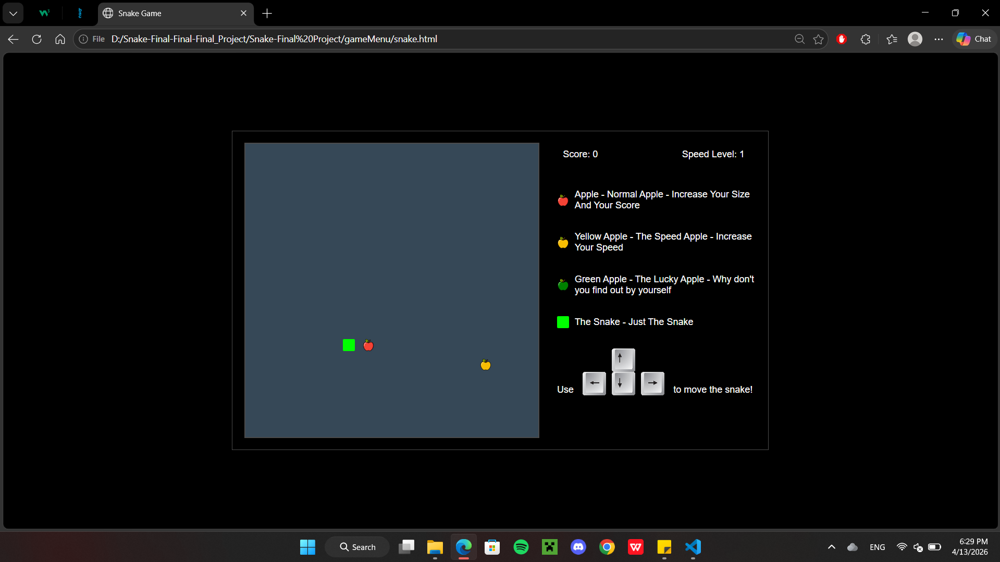 Snake Game
File D:/Snake-Final-Final-Final_Project/Snake-Final%20Project/gameMenu/snake.html
Chat
Score: 0
Speed Level: 1
Apple - Normal Apple - Increase Your Size
And Your Score
Yellow Apple - The Speed Apple - Increase
Your Speed
Green Apple - The Lucky Apple - Why don't
you find out by yourself
The Snake - Just The Snake
Use ↑ ← ↓ → to move the snake!
Search
ENG
6:29 PM
4/13/2026